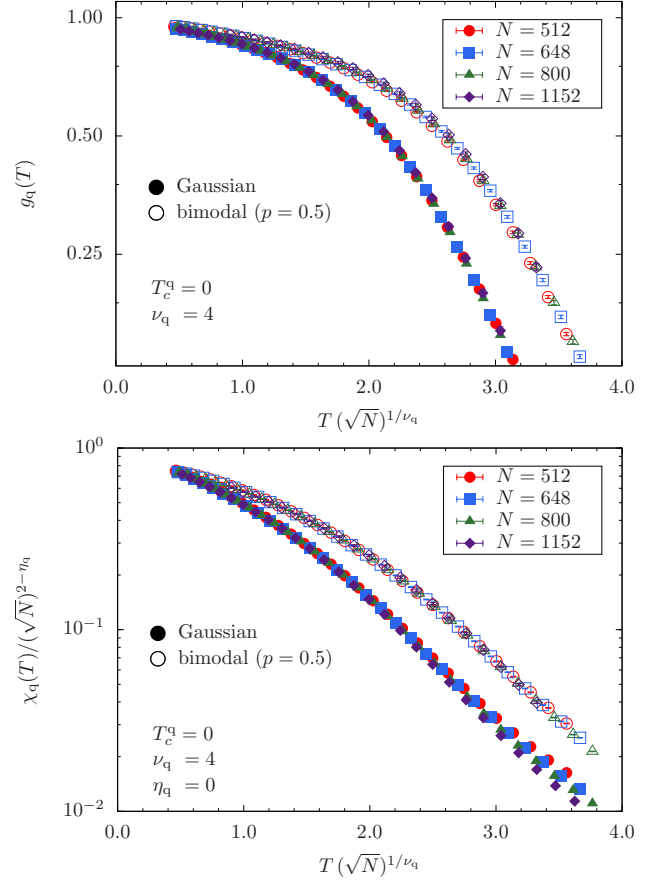 1.00
0.50
0.25
g_q(T)
N = 512
N = 648
N = 800
N = 1152
Gaussian
bimodal (p = 0.5)
T_c^q = 0
ν_q = 4
0.0 1.0 2.0 3.0 4.0
T (√N)^{1/ν_q}
10^0
10^{−1}
10^{−2}
χ_q(T)/(√N)^{2−η_q}
N = 512
N = 648
N = 800
N = 1152
Gaussian
bimodal (p = 0.5)
T_c^q = 0
ν_q = 4
η_q = 0
0.0 1.0 2.0 3.0 4.0
T (√N)^{1/ν_q}